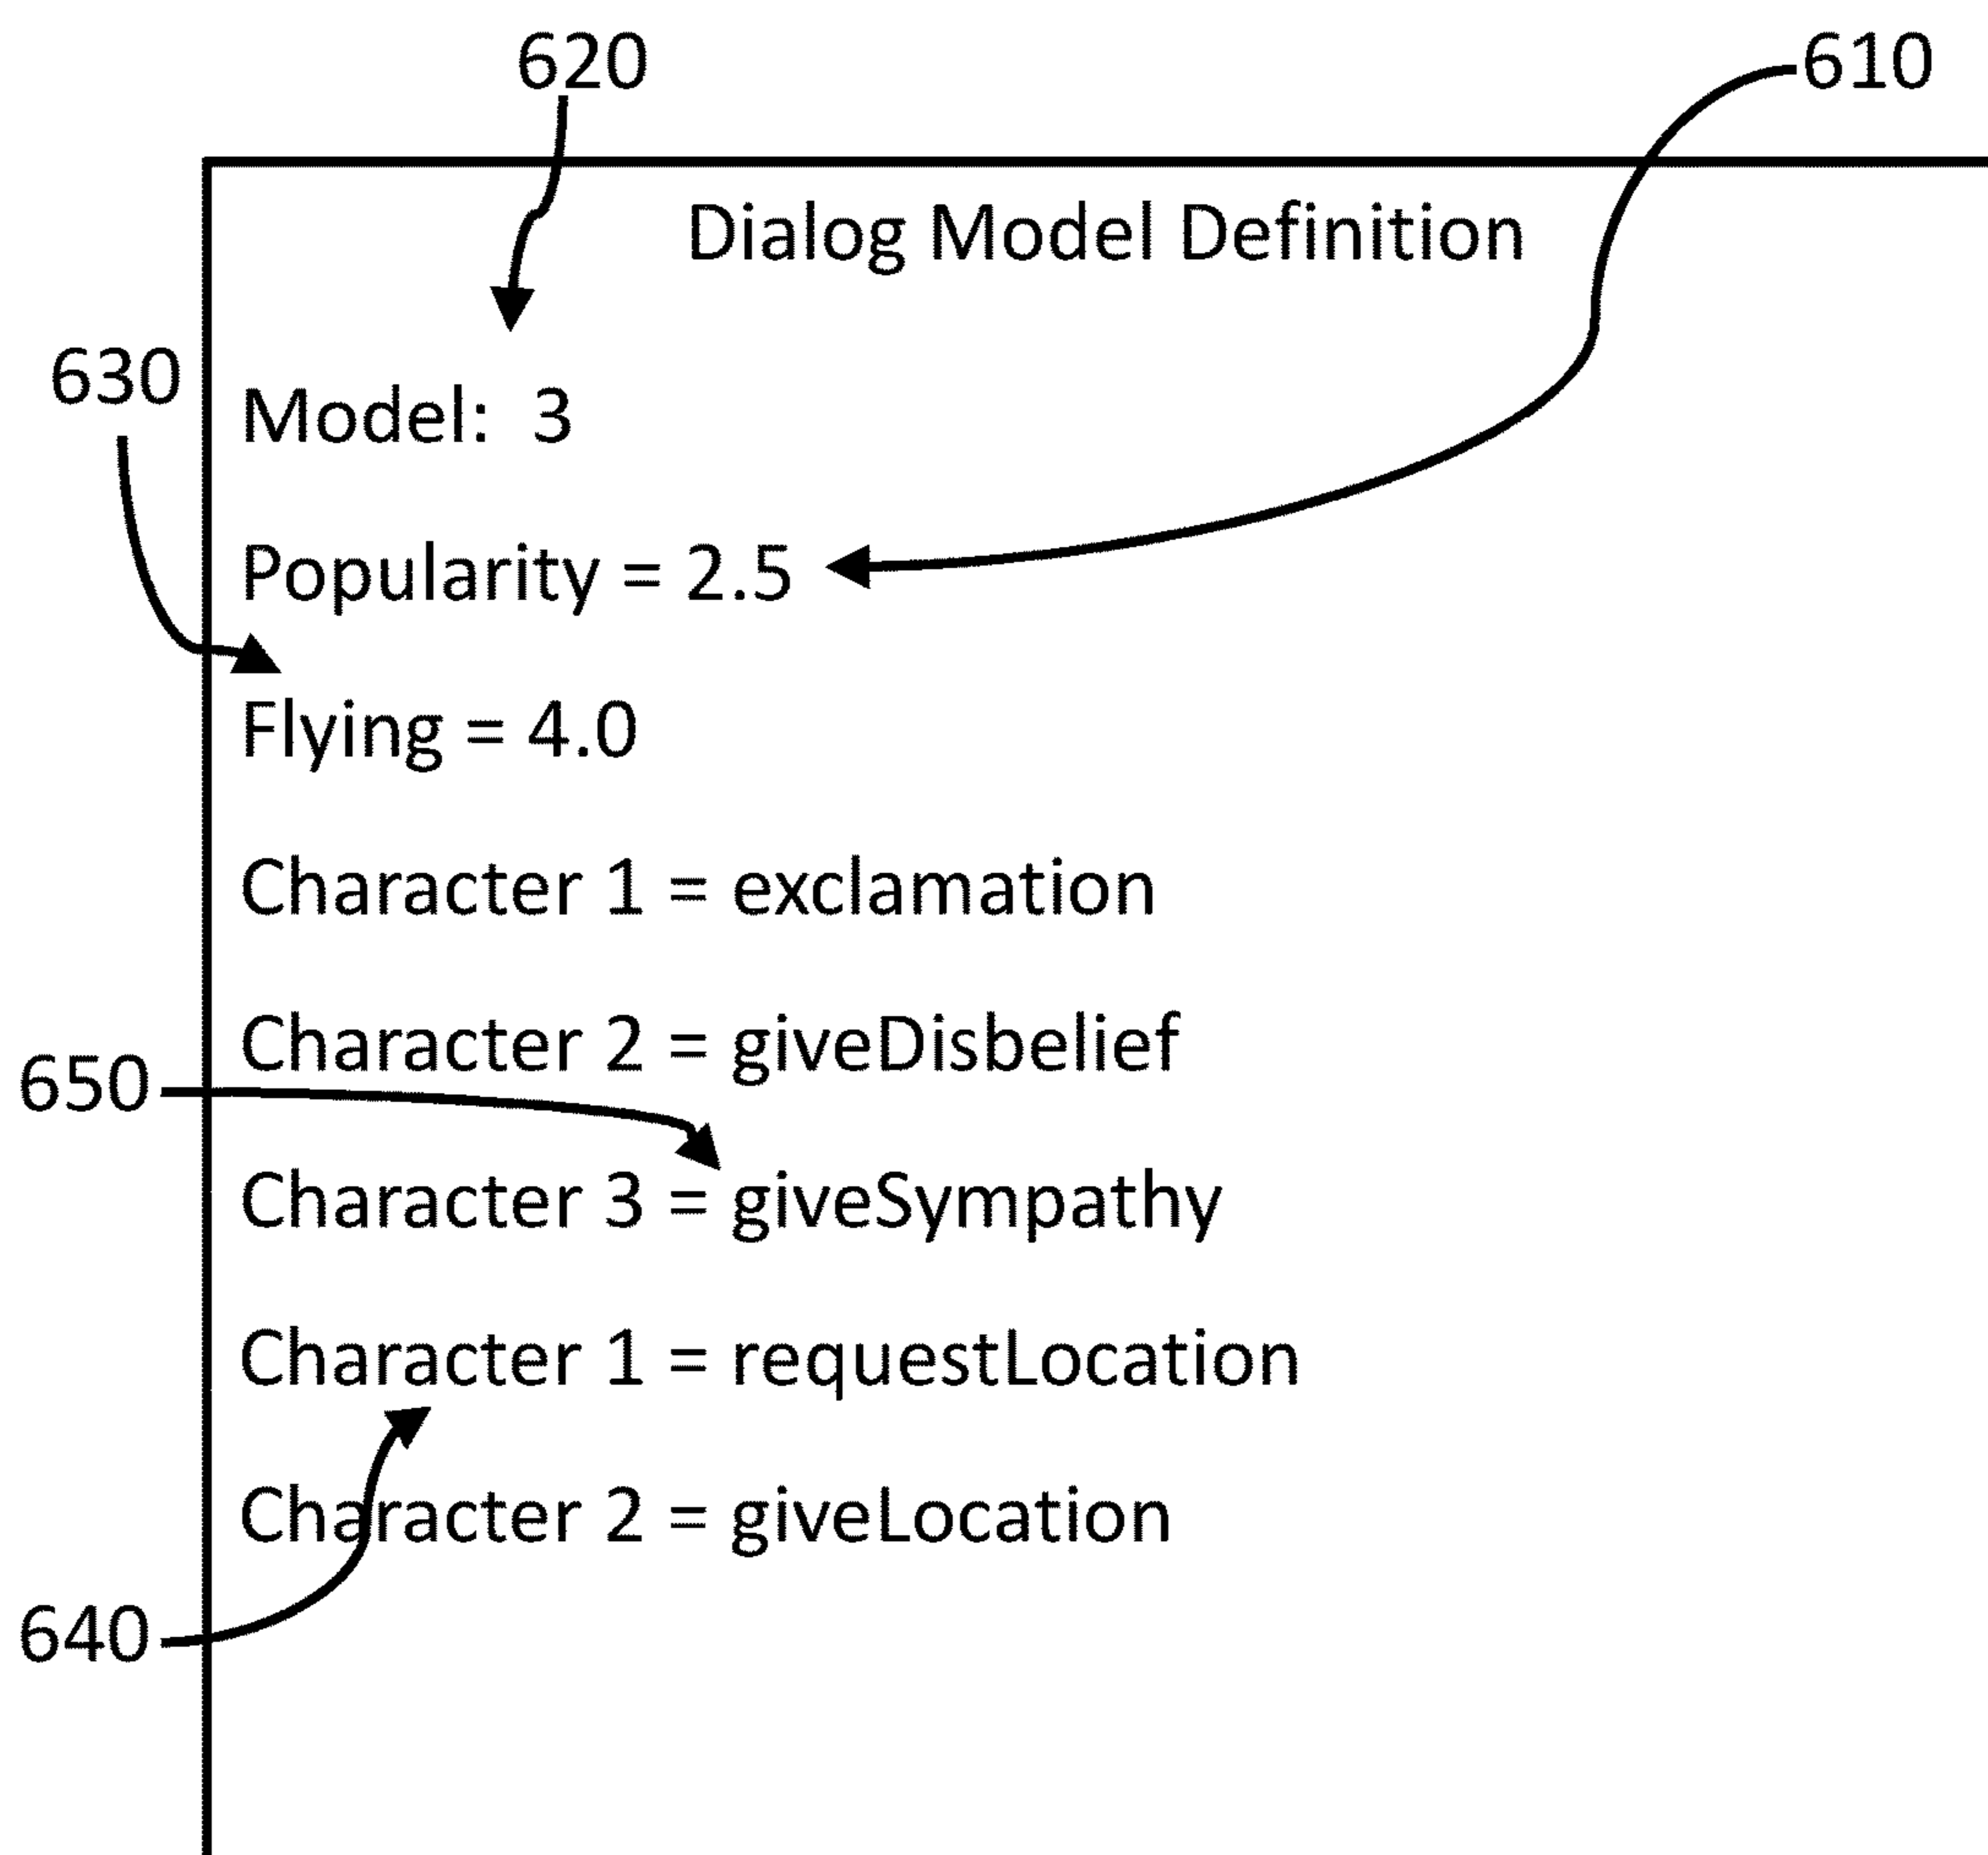 620
610
Dialog Model Definition
630
Model: 3
Popularity = 2.5
Flying = 4.0
Character 1 = exclamation
Character 2 = giveDisbelief
650
Character 3 = giveSympathy
Character 1 = requestLocation
Character 2 = giveLocation
640